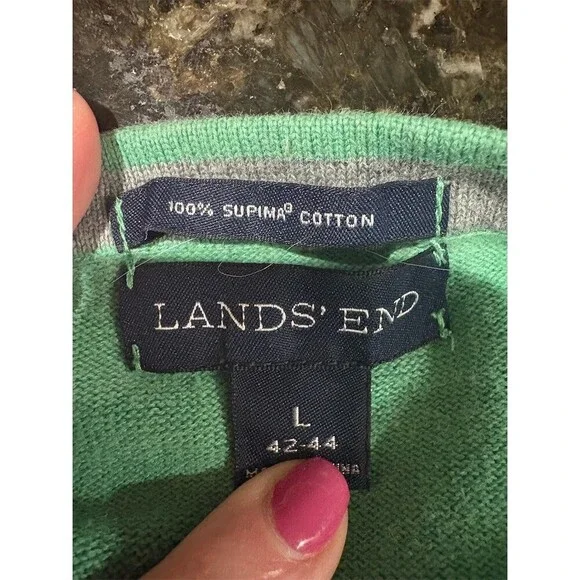 100% SUPIMA® COTTON
LANDS' END
L
42-44